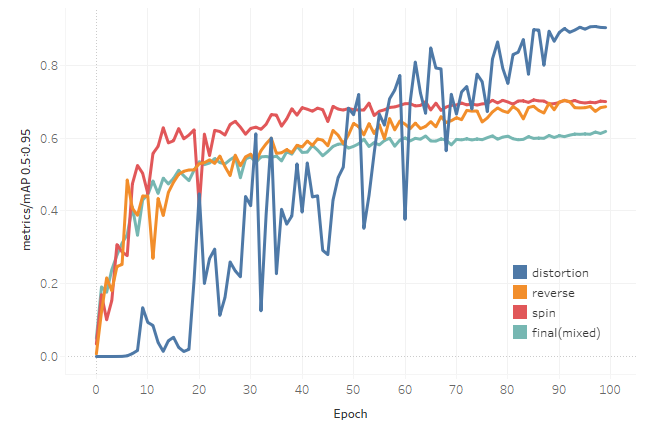 metrics/mAP 0.5:0.95
0.8
0.6
0.4
0.2
0.0
0 10 20 30 40 50 60 70 80 90 100
Epoch
distortion
reverse
spin
final(mixed)